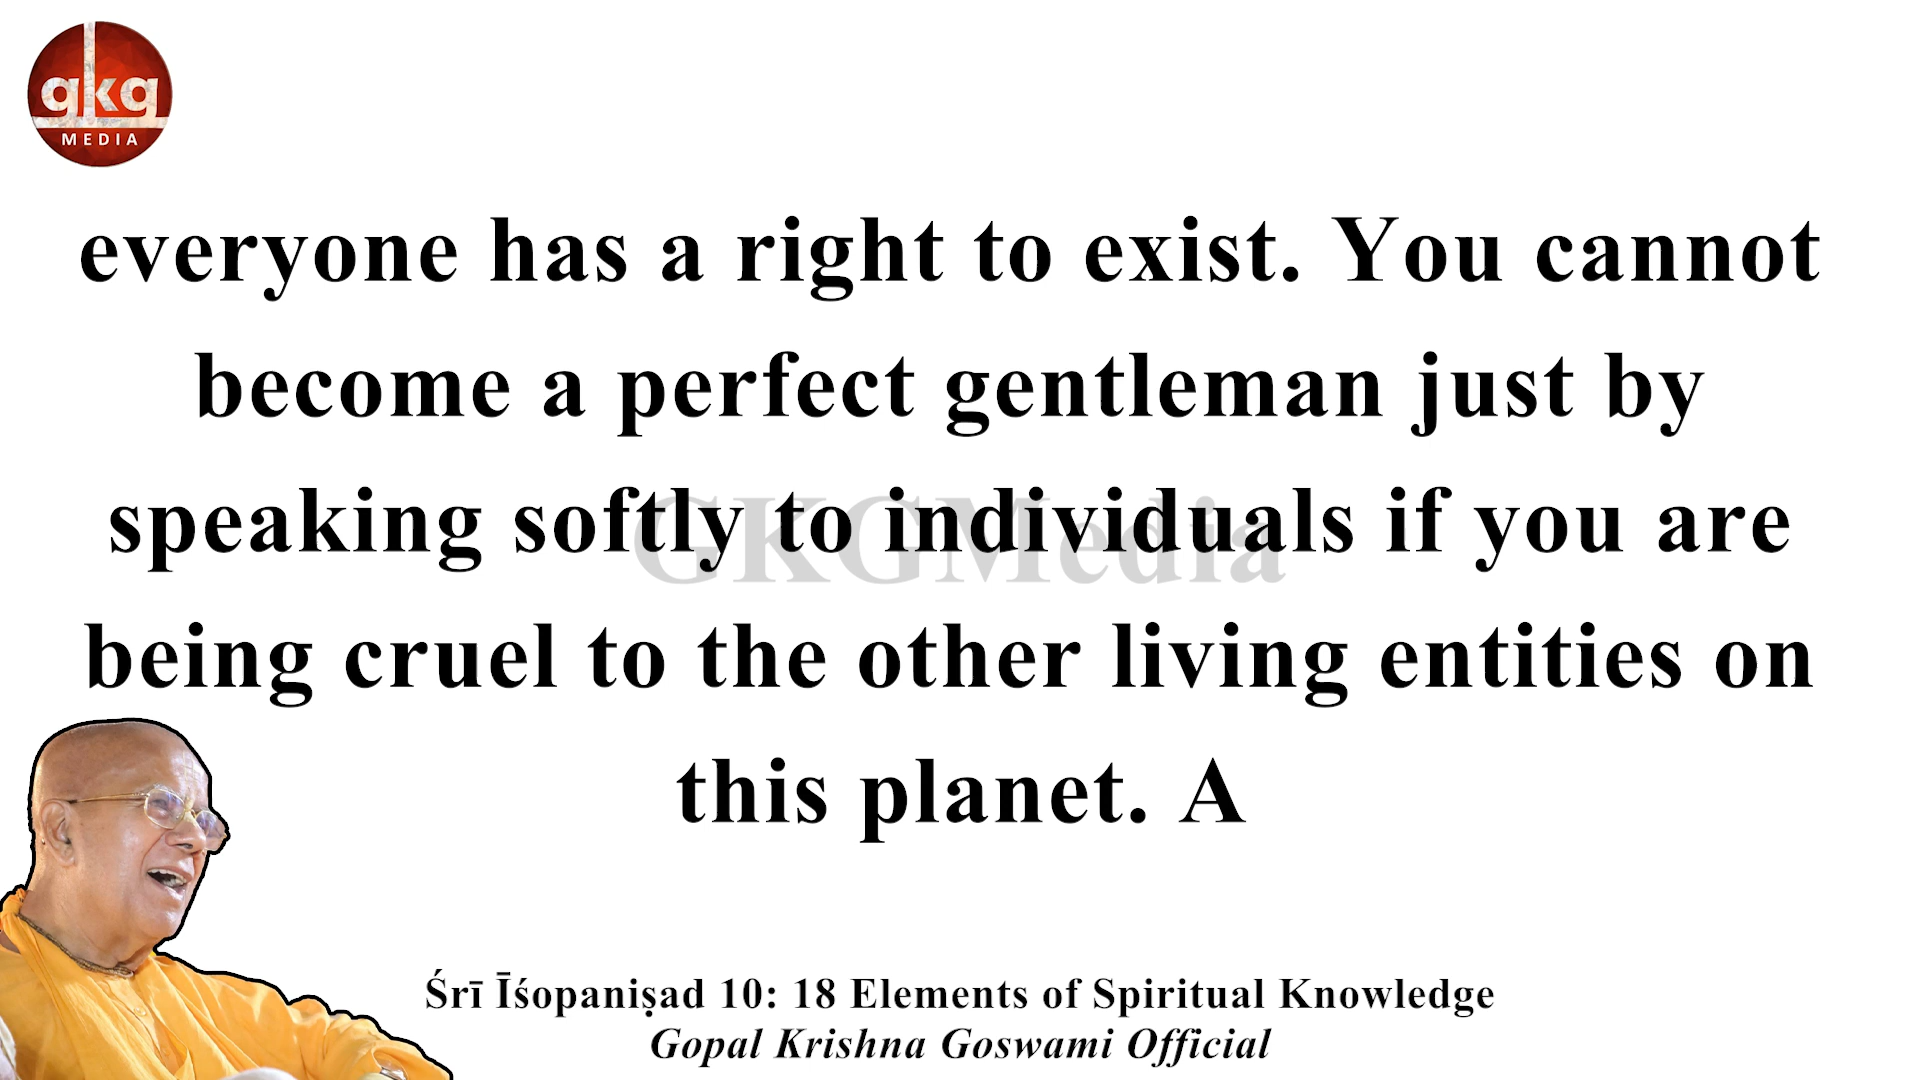 gkg
MEDIA
everyone has a right to exist. You cannot
become a perfect gentleman just by
speaking softly to individuals if you are
being cruel to the other living entities on
this planet. A
GKGMedia
Śrī Īśopaniṣad 10: 18 Elements of Spiritual Knowledge
Gopal Krishna Goswami Official